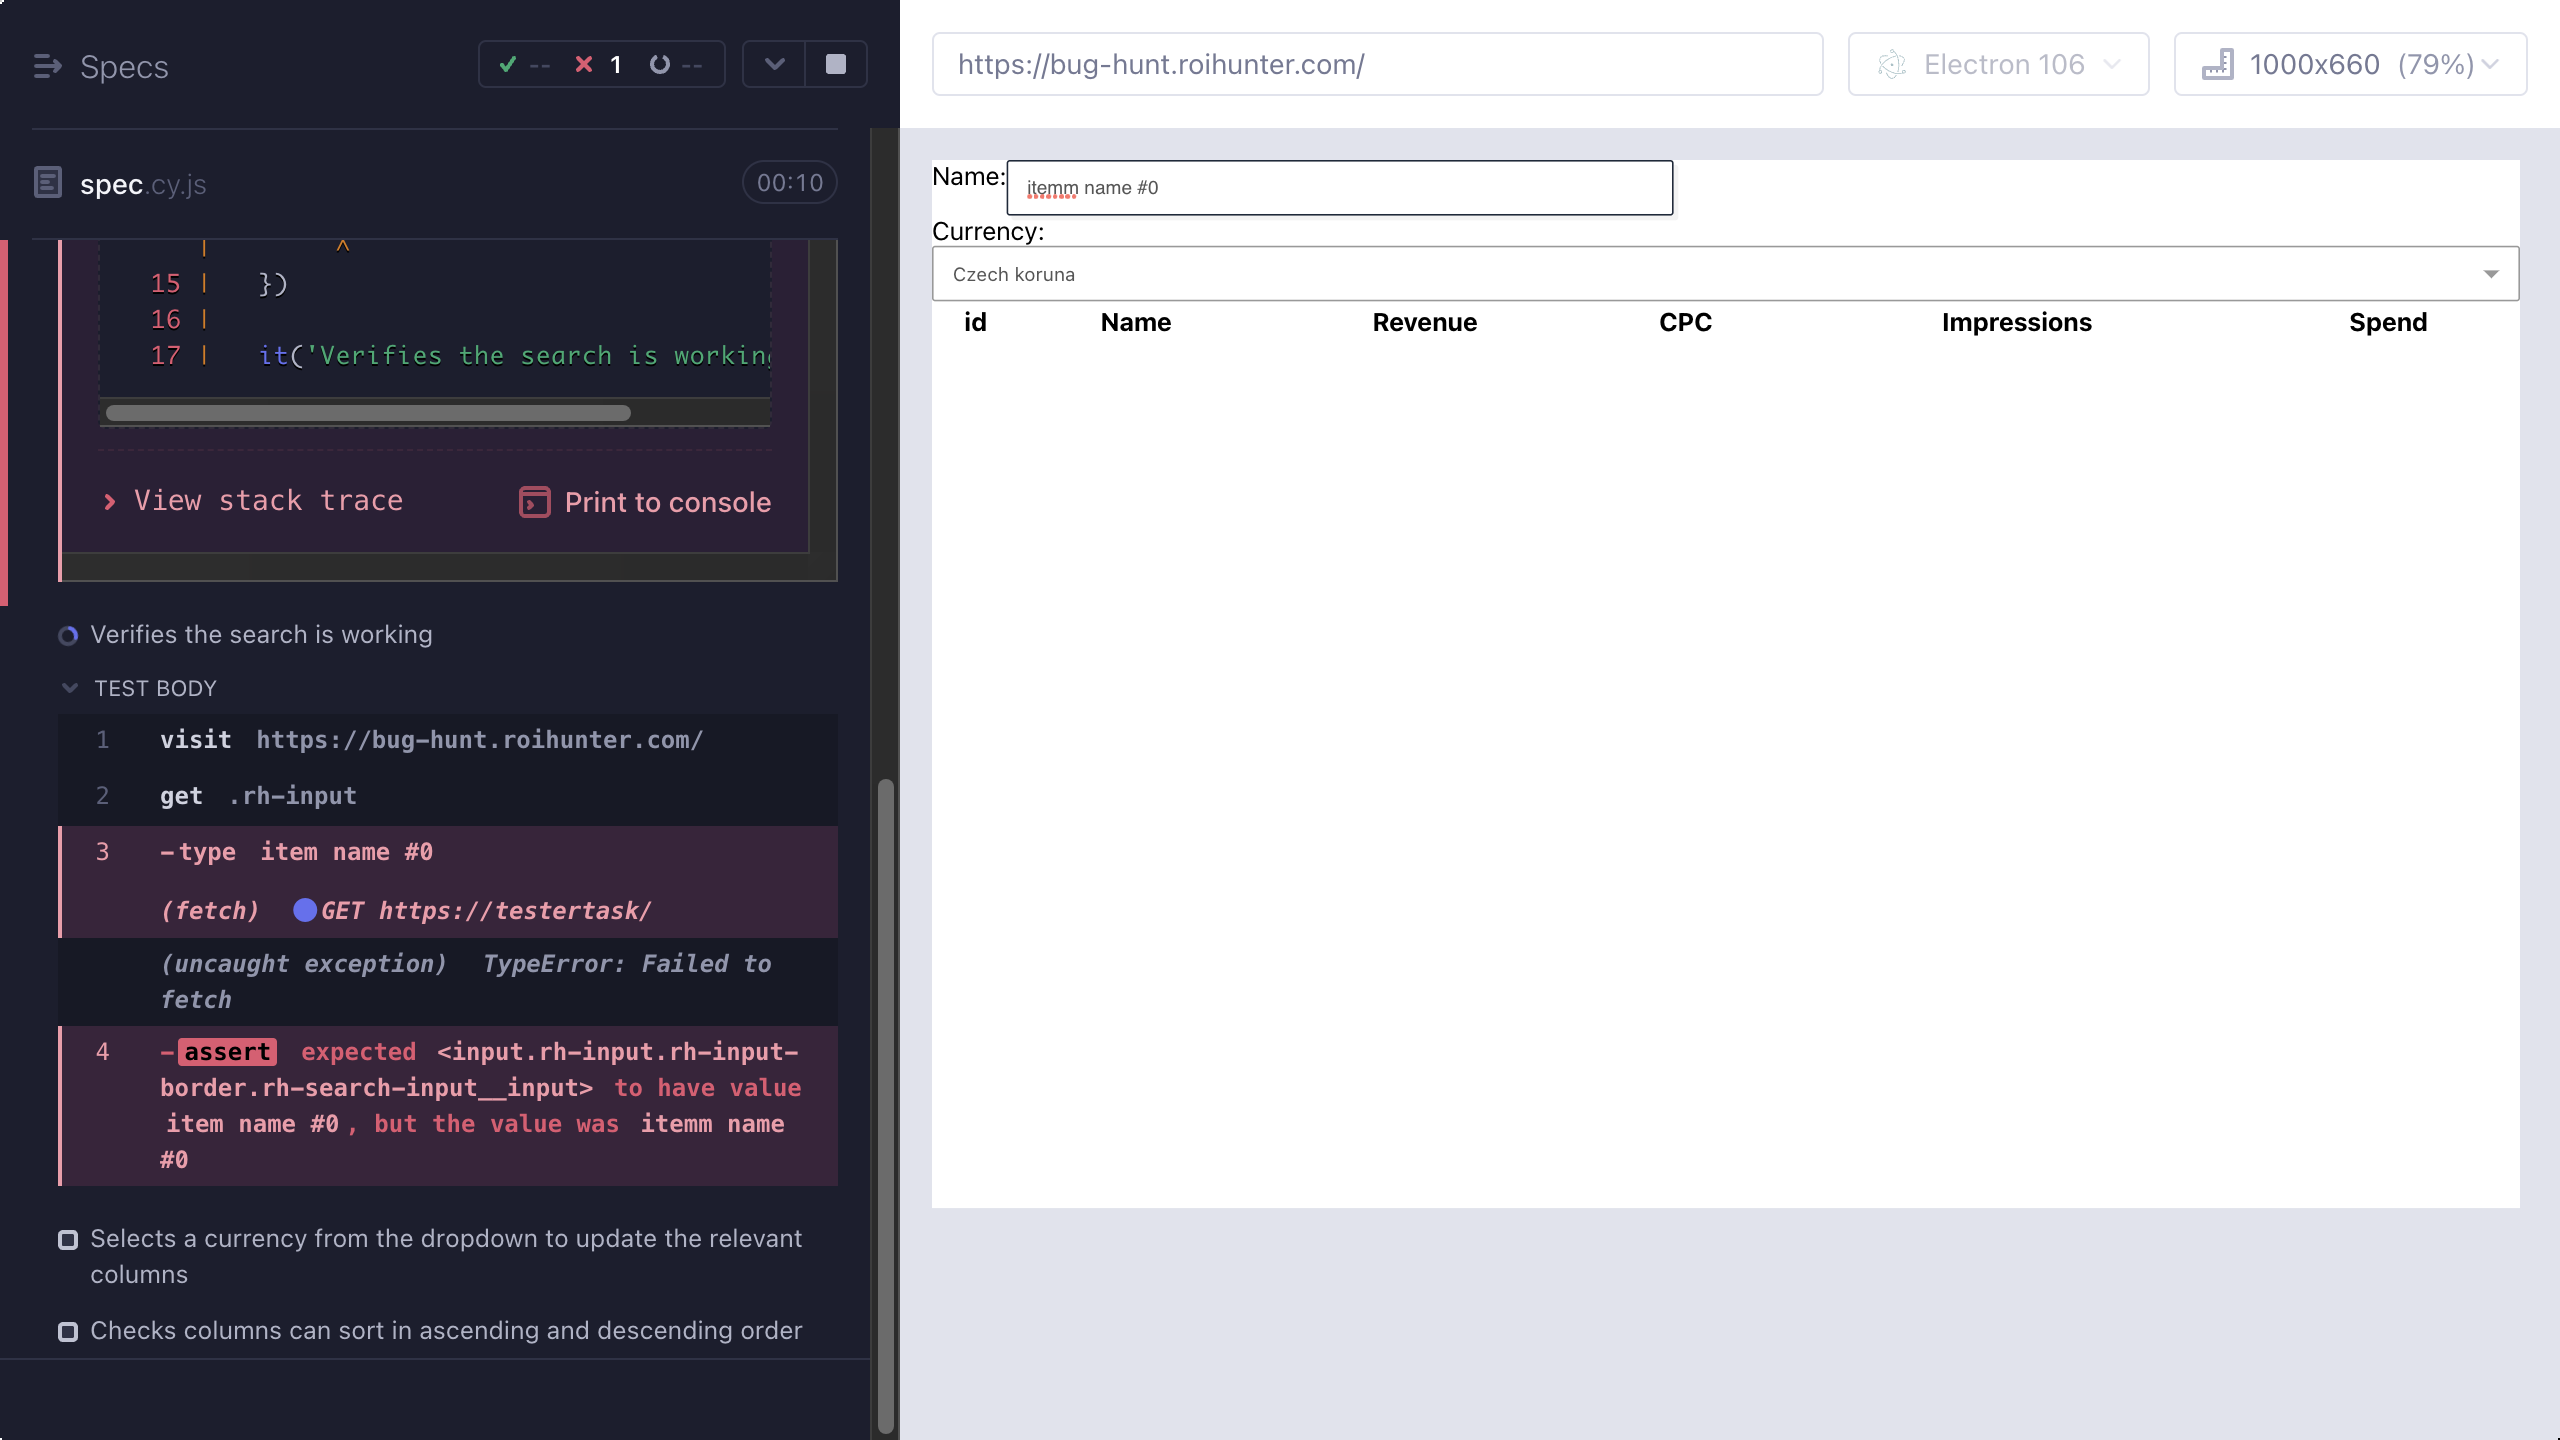 Specs
-- 1 --
spec.cy.js 00:10
| ^
15 | })
16 |
17 | it('Verifies the search is working
View stack trace Print to console
Verifies the search is working
TEST BODY
1 visit https://bug-hunt.roihunter.com/
2 get .rh-input
3 -type item name #0
(fetch) GET https://testertask/
(uncaught exception) TypeError: Failed to
fetch
4 -assert expected <input.rh-input.rh-input-
border.rh-search-input__input> to have value
item name #0, but the value was itemm name
#0
Selects a currency from the dropdown to update the relevant
columns
Checks columns can sort in ascending and descending order
https://bug-hunt.roihunter.com/ Electron 106 1000x660 (79%)
Name: itemm name #0
Currency:
Czech koruna
id Name Revenue CPC Impressions Spend